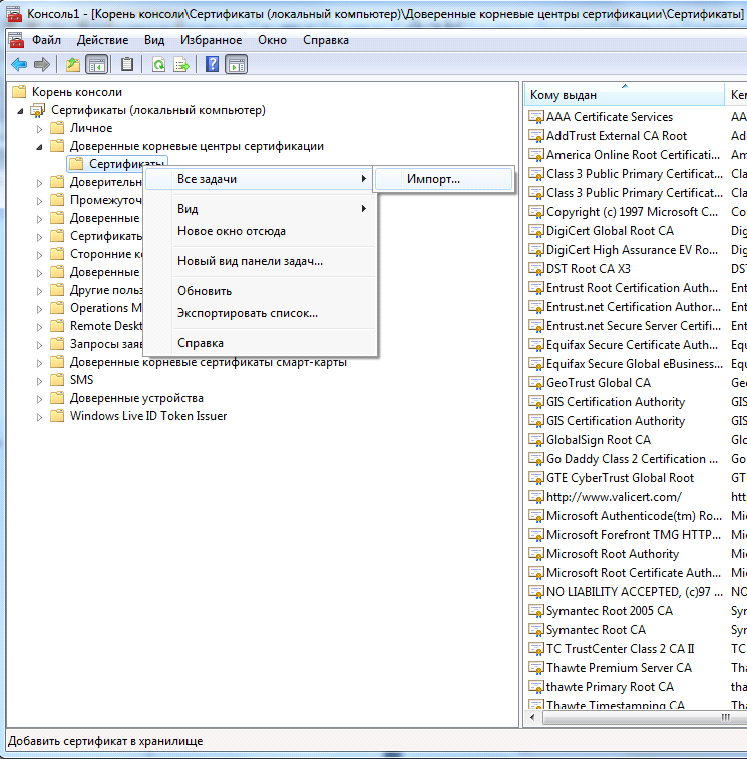 Консоль1 - [Корень консоли\Сертификаты (локальный компьютер)\Доверенные корневые центры сертификации\Сертификаты]
Файл Действие Вид Избранное Окно Справка
Корень консоли
Сертификаты (локальный компьютер)
Личное
Доверенные корневые центры сертификации
Сертификаты
Доверительн
Промежуточ
Доверенные
Сертификаты
Сторонние к
Доверенные
Другие польз
Operations M
Remote Deskt
Запросы заяв
Доверенные корневые сертификаты смарт-карты
SMS
Доверенные устройства
Windows Live ID Token Issuer
Все задачи
Вид
Новое окно отсюда
Новый вид панели задач...
Обновить
Экспортировать список...
Справка
Импорт...
Кому выдан Кем
AAA Certificate Services AA
AddTrust External CA Root Add
America Online Root Certificati... Am
Class 3 Public Primary Certificat... Cla
Class 3 Public Primary Certificat... Cla
Copyright (c) 1997 Microsoft C... Co
DigiCert Global Root CA Dig
DigiCert High Assurance EV Ro... Dig
DST Root CA X3 DS
Entrust Root Certification Auth... Ent
Entrust.net Certification Author... Ent
Entrust.net Secure Server Certifi... Ent
Equifax Secure Certificate Auth... Equ
Equifax Secure Global eBusiness... Equ
GeoTrust Global CA Geo
GIS Certification Authority GIS
GIS Certification Authority GIS
GlobalSign Root CA Glo
Go Daddy Class 2 Certification ... Go
GTE CyberTrust Global Root GT
http://www.valicert.com/ htt
Microsoft Authenticode(tm) Ro... Mic
Microsoft Forefront TMG HTTP... Mic
Microsoft Root Authority Mic
Microsoft Root Certificate Auth... Mic
NO LIABILITY ACCEPTED, (c)97 ... NO
Symantec Root 2005 CA Syr
Symantec Root CA Syr
TC TrustCenter Class 2 CA II TC
Thawte Premium Server CA Tha
thawte Primary Root CA tha
Thawte Timestamping CA Tha
Добавить сертификат в хранилище